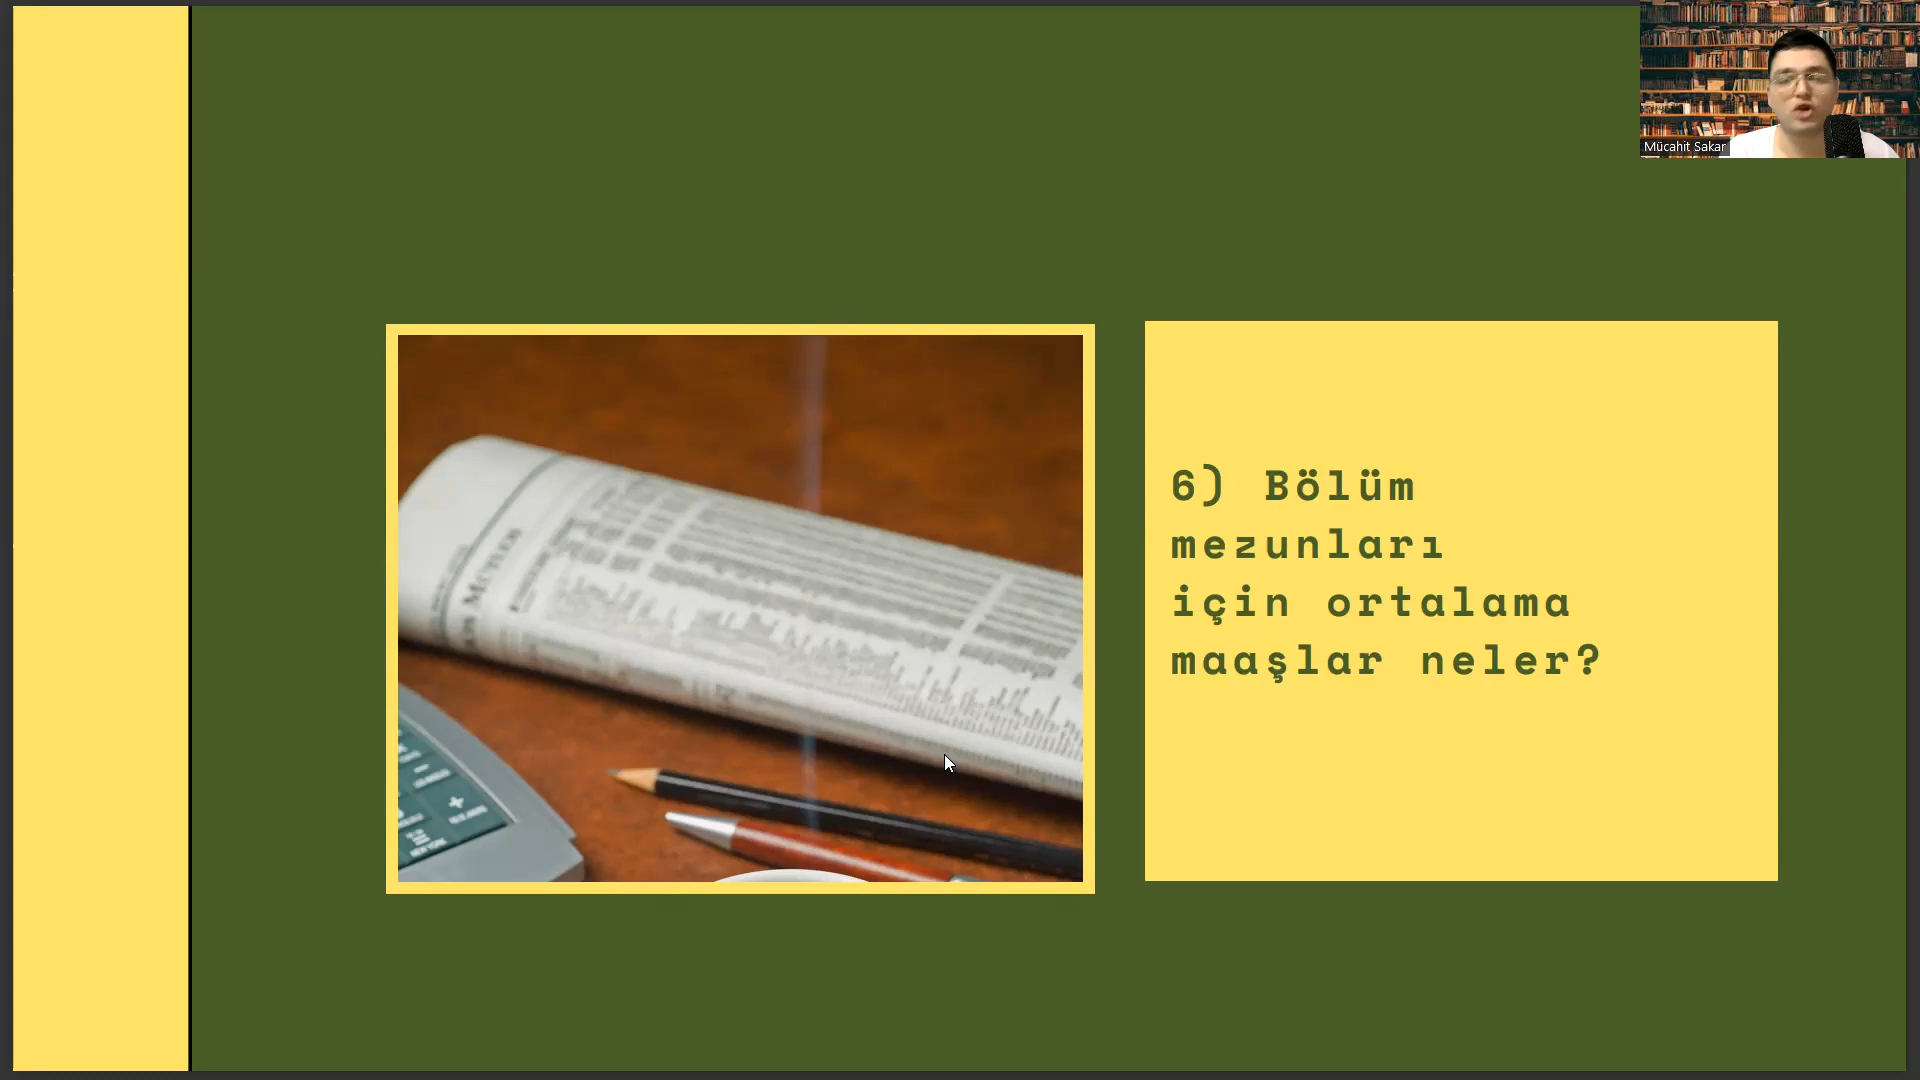 Mücahit Sakar
6) Bölüm
mezunları
için ortalama
maaşlar neler?